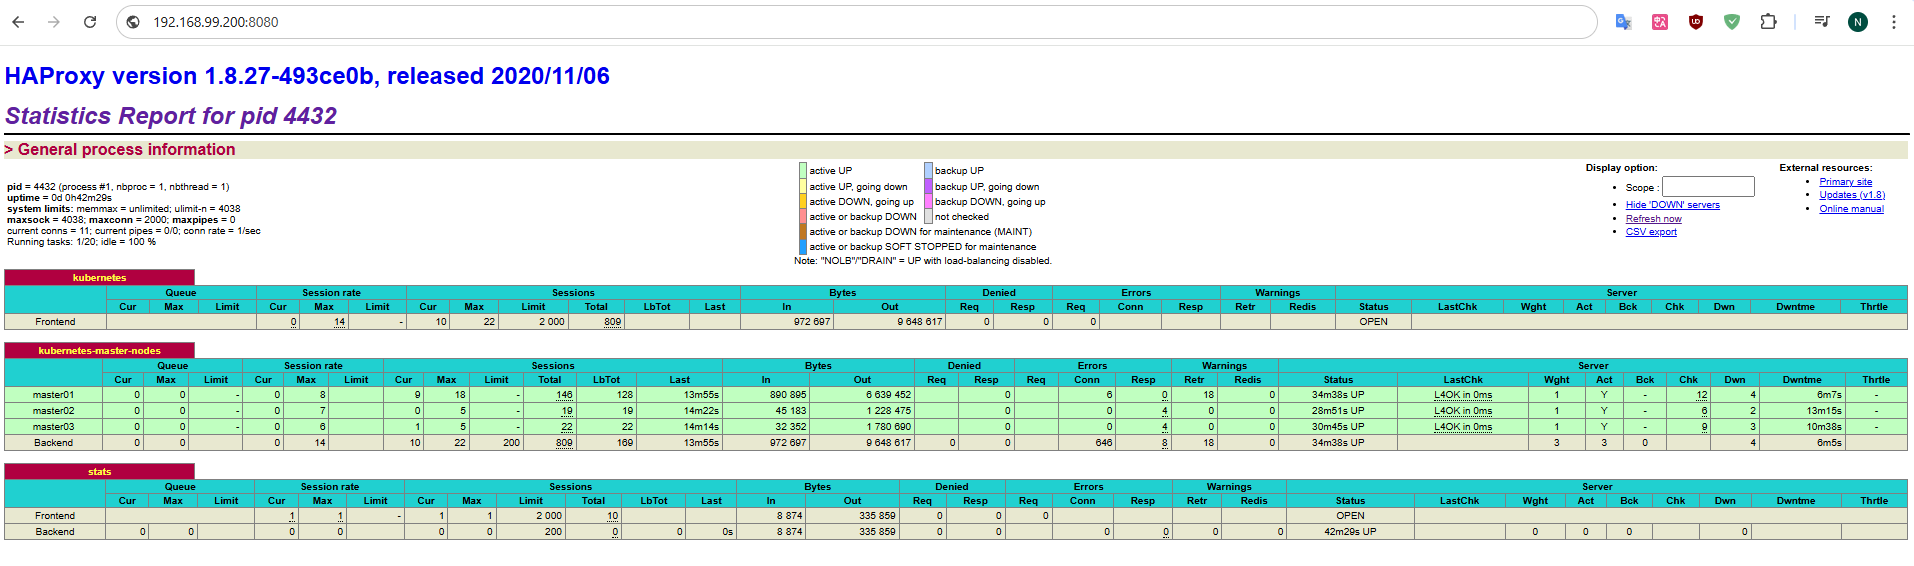 192.168.99.200:8080
N
HAProxy version 1.8.27-493ce0b, released 2020/11/06
Statistics Report for pid 4432
> General process information
pid = 4432 (process #1, nbproc = 1, nbthread = 1)
uptime = 0d 0h42m29s
system limits: memmax = unlimited; ulimit-n = 4038
maxsock = 4038; maxconn = 2000; maxpipes = 0
current conns = 11; current pipes = 0/0; conn rate = 1/sec
Running tasks: 1/20; idle = 100 %
active UP backup UP
active UP, going down backup UP, going down
active DOWN, going up backup DOWN, going up
active or backup DOWN not checked
active or backup DOWN for maintenance (MAINT)
active or backup SOFT STOPPED for maintenance
Note: "NOLB"/"DRAIN" = UP with load-balancing disabled.
Display option:
Scope :
Hide 'DOWN' servers
Refresh now
CSV export
External resources:
Primary site
Updates (v1.8)
Online manual
kubernetes
Queue Session rate Sessions Bytes Denied Errors Warnings Server
Cur Max Limit Cur Max Limit Cur Max Limit Total LbTot Last In Out Req Resp Req Conn Resp Retr Redis Status LastChk Wght Act Bck Chk Dwn Dwntme Thrtle
Frontend 0 14 - 10 22 2 000 809 972 697 9 648 617 0 0 0 OPEN
kubernetes-master-nodes
Queue Session rate Sessions Bytes Denied Errors Warnings Server
Cur Max Limit Cur Max Limit Cur Max Limit Total LbTot Last In Out Req Resp Req Conn Resp Retr Redis Status LastChk Wght Act Bck Chk Dwn Dwntme Thrtle
master01 0 0 - 0 8 9 18 - 146 128 13m55s 890 895 6 639 452 0 6 0 18 0 34m38s UP L4OK in 0ms 1 Y - 12 4 6m7s -
master02 0 0 - 0 7 0 5 - 19 19 14m22s 45 183 1 228 475 0 0 4 0 0 28m51s UP L4OK in 0ms 1 Y - 6 2 13m15s -
master03 0 0 - 0 6 1 5 - 22 22 14m14s 32 352 1 780 690 0 0 4 0 0 30m45s UP L4OK in 0ms 1 Y - 9 3 10m38s -
Backend 0 0 0 14 10 22 200 809 169 13m55s 972 697 9 648 617 0 0 646 8 18 0 34m38s UP 3 3 0 4 6m5s
stats
Queue Session rate Sessions Bytes Denied Errors Warnings Server
Cur Max Limit Cur Max Limit Cur Max Limit Total LbTot Last In Out Req Resp Req Conn Resp Retr Redis Status LastChk Wght Act Bck Chk Dwn Dwntme Thrtle
Frontend 1 1 - 1 1 2 000 10 8 874 335 859 0 0 0 OPEN
Backend 0 0 0 0 0 0 200 0 0 0s 8 874 335 859 0 0 0 0 0 0 42m29s UP 0 0 0 0